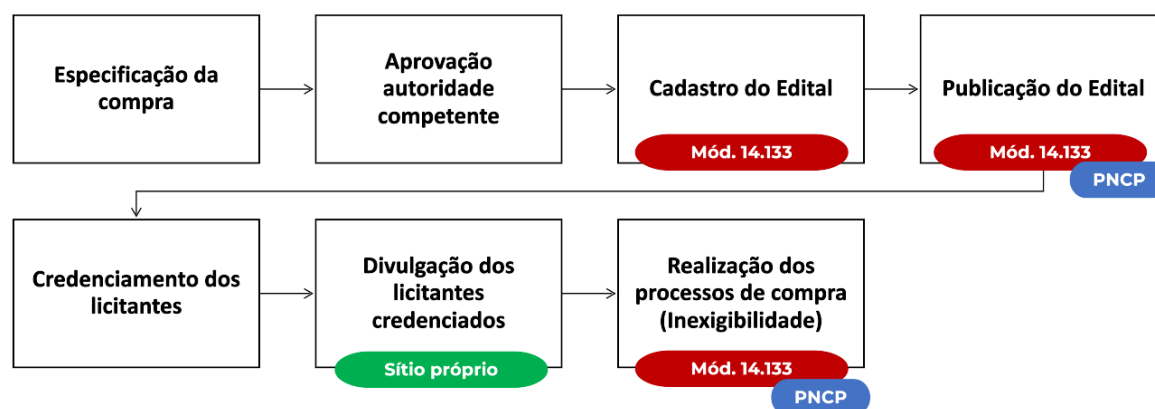 Especificação da
compra
Aprovação
autoridade
competente
Cadastro do Edital
Mód. 14.133
Publicação do Edital
Mód. 14.133
PNCP
Credenciamento dos
licitantes
Divulgação dos
licitantes
credenciados
Sítio próprio
Realização dos
processos de compra
(Inexigibilidade)
Mód. 14.133
PNCP